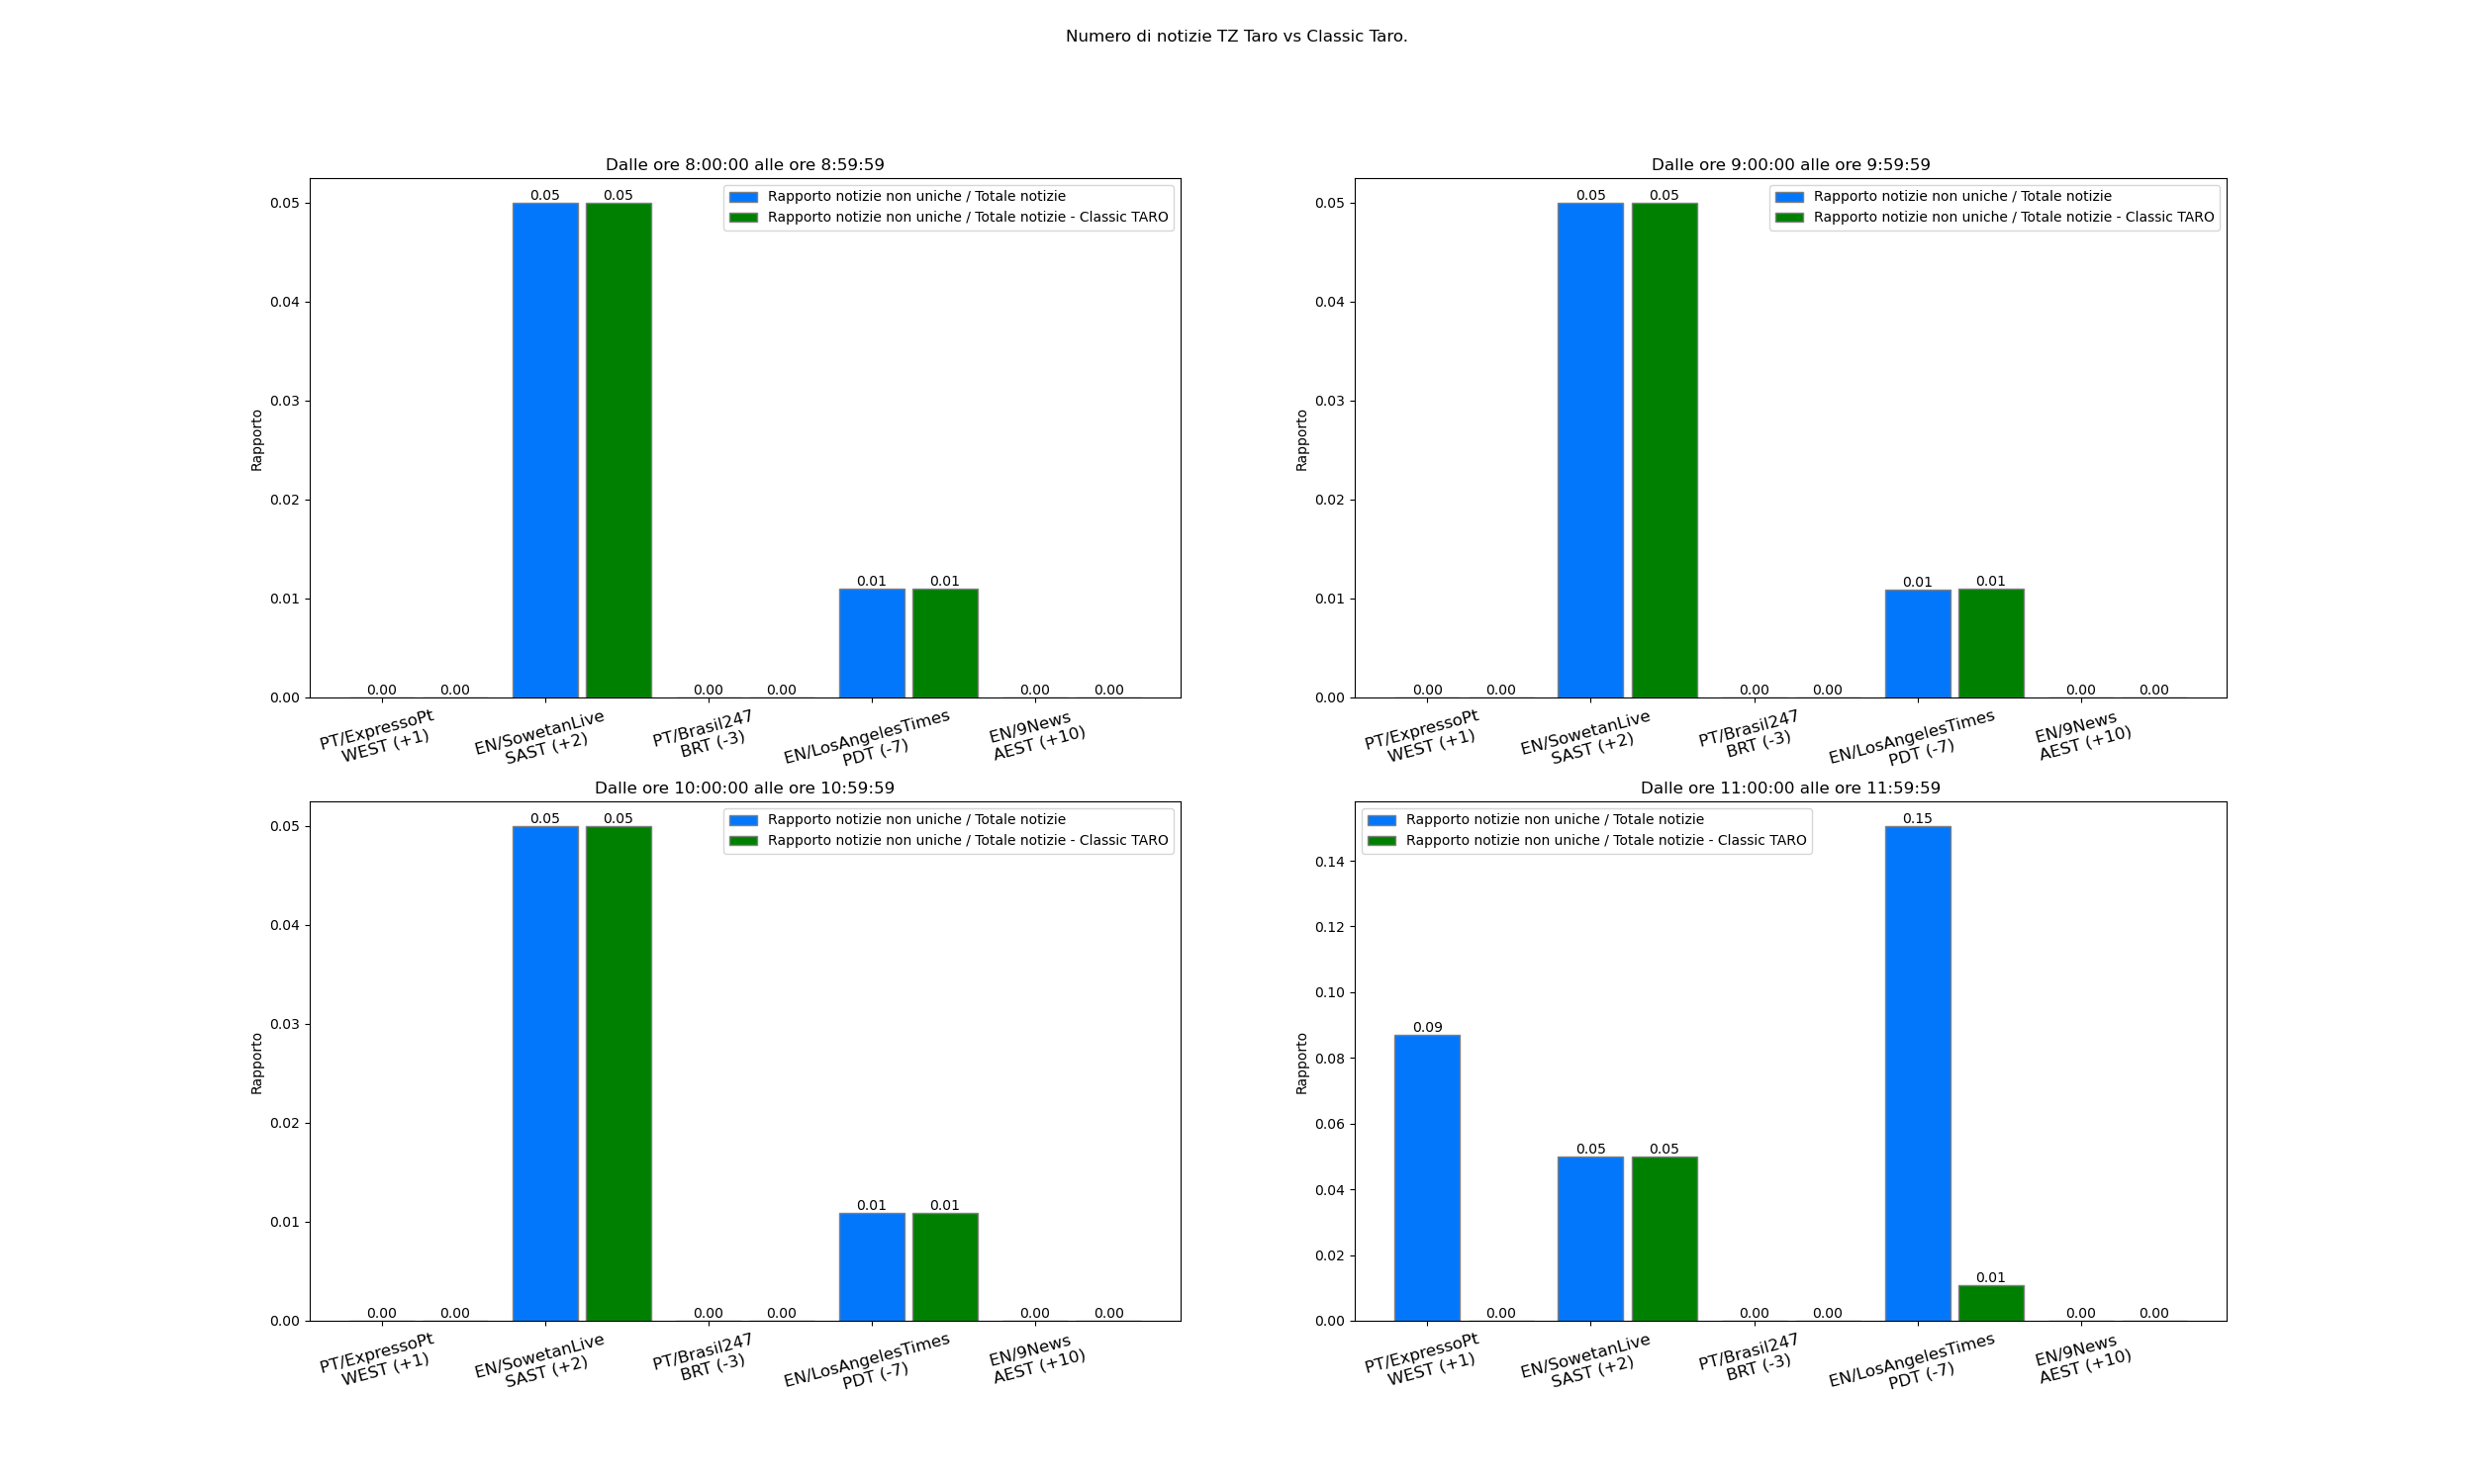 Numero di notizie TZ Taro vs Classic Taro.
Dalle ore 8:00:00 alle ore 8:59:59
Rapporto notizie non uniche / Totale notizie
Rapporto notizie non uniche / Totale notizie - Classic TARO
Rapporto
0.05
0.04
0.03
0.02
0.01
0.00
0.00 0.00 0.05 0.05 0.00 0.00 0.01 0.01 0.00 0.00
PT/ExpressoPt
WEST (+1)
EN/SowetanLive
SAST (+2)
PT/Brasil247
BRT (-3)
EN/LosAngelesTimes
PDT (-7)
EN/9News
AEST (+10)
Dalle ore 9:00:00 alle ore 9:59:59
Rapporto notizie non uniche / Totale notizie
Rapporto notizie non uniche / Totale notizie - Classic TARO
Rapporto
0.05
0.04
0.03
0.02
0.01
0.00
0.00 0.00 0.05 0.05 0.00 0.00 0.01 0.01 0.00 0.00
PT/ExpressoPt
WEST (+1)
EN/SowetanLive
SAST (+2)
PT/Brasil247
BRT (-3)
EN/LosAngelesTimes
PDT (-7)
EN/9News
AEST (+10)
Dalle ore 10:00:00 alle ore 10:59:59
Rapporto notizie non uniche / Totale notizie
Rapporto notizie non uniche / Totale notizie - Classic TARO
Rapporto
0.05
0.04
0.03
0.02
0.01
0.00
0.00 0.00 0.05 0.05 0.00 0.00 0.01 0.01 0.00 0.00
PT/ExpressoPt
WEST (+1)
EN/SowetanLive
SAST (+2)
PT/Brasil247
BRT (-3)
EN/LosAngelesTimes
PDT (-7)
EN/9News
AEST (+10)
Dalle ore 11:00:00 alle ore 11:59:59
Rapporto notizie non uniche / Totale notizie
Rapporto notizie non uniche / Totale notizie - Classic TARO
Rapporto
0.14
0.12
0.10
0.08
0.06
0.04
0.02
0.00
0.09 0.00 0.05 0.05 0.00 0.00 0.15 0.01 0.00 0.00
PT/ExpressoPt
WEST (+1)
EN/SowetanLive
SAST (+2)
PT/Brasil247
BRT (-3)
EN/LosAngelesTimes
PDT (-7)
EN/9News
AEST (+10)